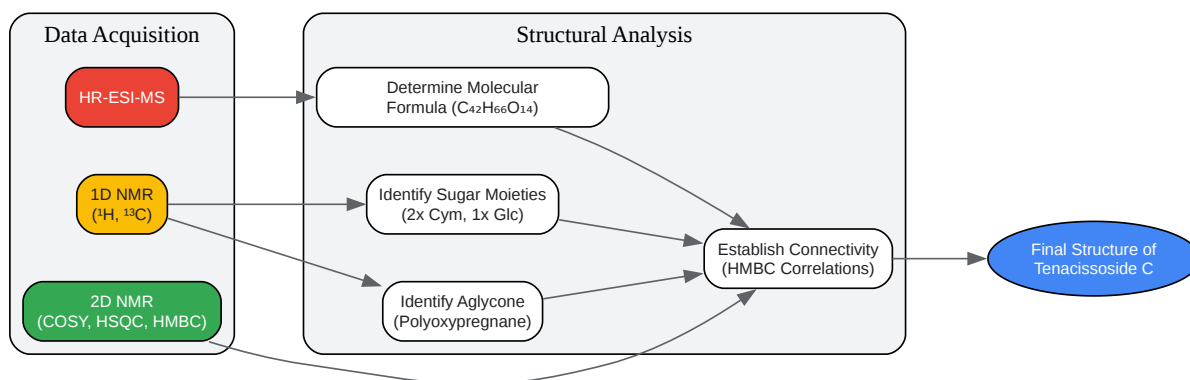 Data Acquisition
HR-ESI-MS
1D NMR
(¹H, ¹³C)
2D NMR
(COSY, HSQC, HMBC)
Structural Analysis
Determine Molecular
Formula (C₄₂H₆₆O₁₄)
Identify Sugar Moieties
(2x Cym, 1x Glc)
Identify Aglycone
(Polyoxypregnane)
Establish Connectivity
(HMBC Correlations)
Final Structure of
Tenacissoside C